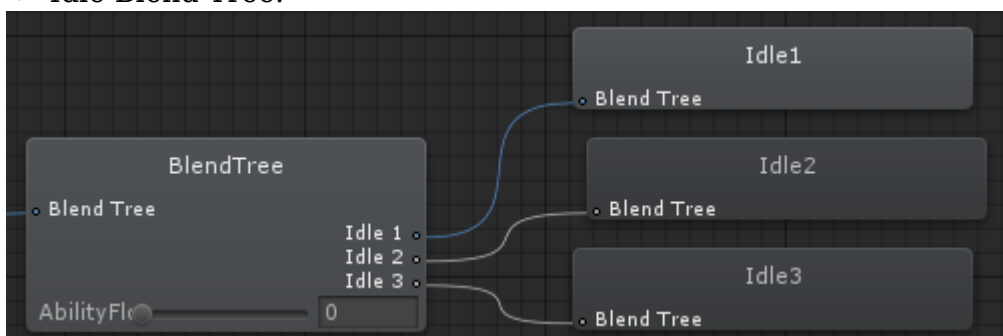 Idle Blend Tree.
Idle1
Blend Tree
BlendTree
Blend Tree
Idle 1
Idle 2
Idle 3
AbilityFl
0
Idle2
Blend Tree
Idle3
Blend Tree